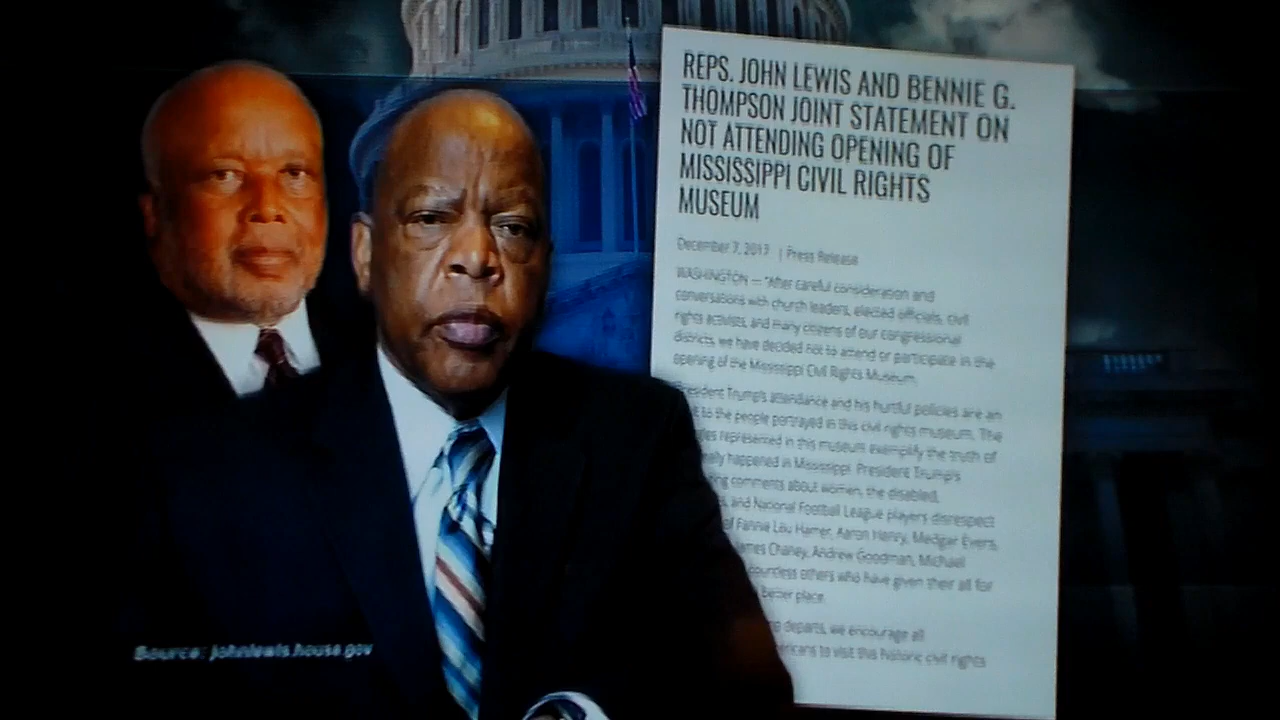 REPS. JOHN LEWIS AND BENNIE G.
THOMPSON JOINT STATEMENT ON
NOT ATTENDING OPENING OF
MISSISSIPPI CIVIL RIGHTS
MUSEUM
December 7, 2017 | Press Release
WASHINGTON — "After careful consideration and
conversations with church leaders, elected officials, civil
rights activists, and many citizens of our congressional
districts, we have decided not to attend or participate in the
opening of the Mississippi Civil Rights Museum.
President Trump's attendance and his hurtful policies are an
to the people portrayed in this civil rights museum. The
represented in this museum exemplify the truth of
happened in Mississippi. President Trump's
comments about women, the disabled,
and National Football League players disrespect
of Fannie Lou Hamer, Aaron Henry, Medgar Evers,
James Chaney, Andrew Goodman, Michael
countless others who have given their all for
better place.
departs, we encourage all
to visit this historic civil rights
Source: johnlewis.house.gov